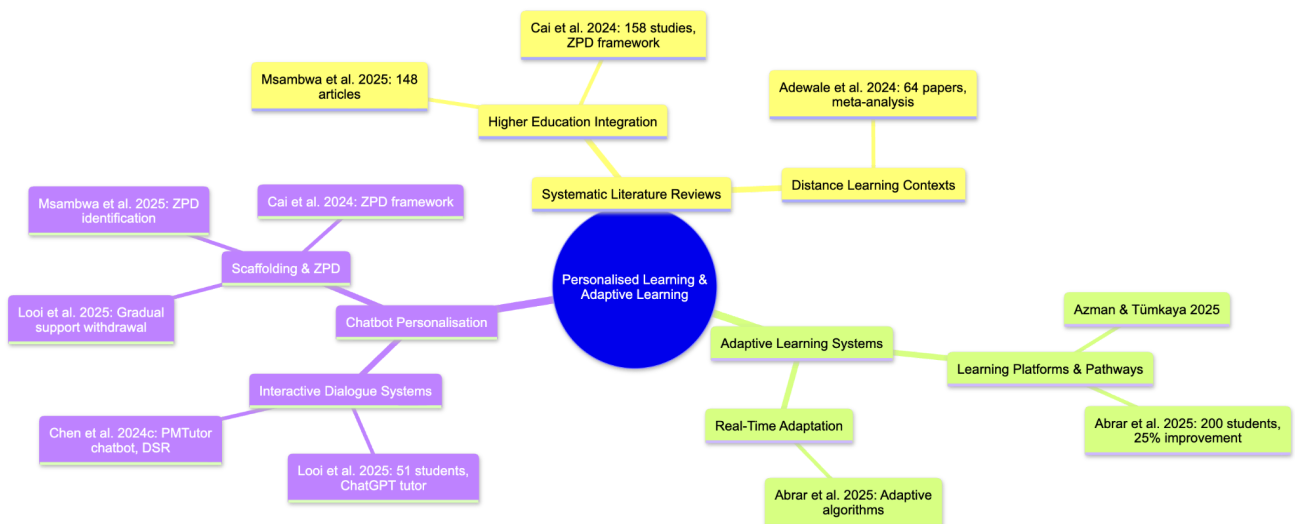 Cai et al. 2024: 158 studies,
ZPD framework
Msambwa et al. 2025: 148
articles
Adewale et al. 2024: 64 papers,
meta-analysis
Higher Education Integration
Systematic Literature Reviews
Distance Learning Contexts
Msambwa et al. 2025: ZPD
identification
Cai et al. 2024: ZPD framework
Scaffolding & ZPD
Looi et al. 2025: Gradual
support withdrawal
Chatbot Personalisation
Personalised Learning &
Adaptive Learning
Adaptive Learning Systems
Azman & Tümkaya 2025
Learning Platforms & Pathways
Abrar et al. 2025: 200 students,
25% improvement
Interactive Dialogue Systems
Real-Time Adaptation
Chen et al. 2024c: PMTutor
chatbot, DSR
Looi et al. 2025: 51 students,
ChatGPT tutor
Abrar et al. 2025: Adaptive
algorithms